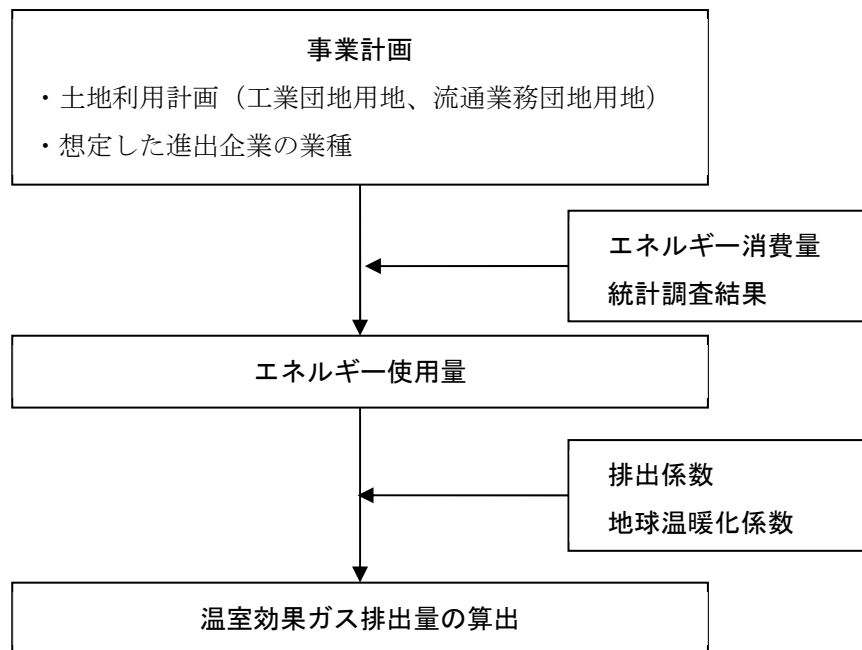 事業計画
・土地利用計画（工業団地用地、流通業務団地用地）
・想定した進出企業の業種
エネルギー消費量
統計調査結果
エネルギー使用量
排出係数
地球温暖化係数
温室効果ガス排出量の算出